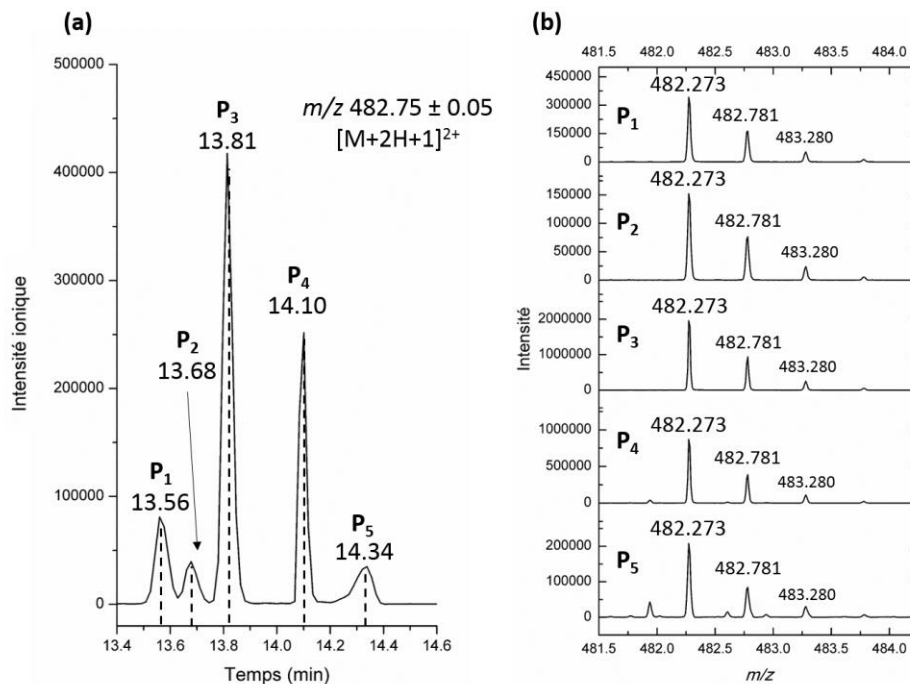 (a)
500000
400000
300000
200000
100000
0
Intensité ionique
m/z 482.75 ± 0.05
[M+2H+1]²⁺
P₁
13.56
P₂
13.68
P₃
13.81
P₄
14.10
P₅
14.34
13.4 13.6 13.8 14.0 14.2 14.4 14.6
Temps (min)
(b)
481.5 482.0 482.5 483.0 483.5 484.0
450000
300000
150000
0
P₁
482.273
482.781
483.280
150000
100000
50000
0
P₂
482.273
482.781
483.280
2000000
1000000
0
P₃
482.273
482.781
483.280
1000000
500000
0
P₄
482.273
482.781
483.280
200000
100000
0
P₅
482.273
482.781
483.280
Intensité
481.5 482.0 482.5 483.0 483.5 484.0
m/z